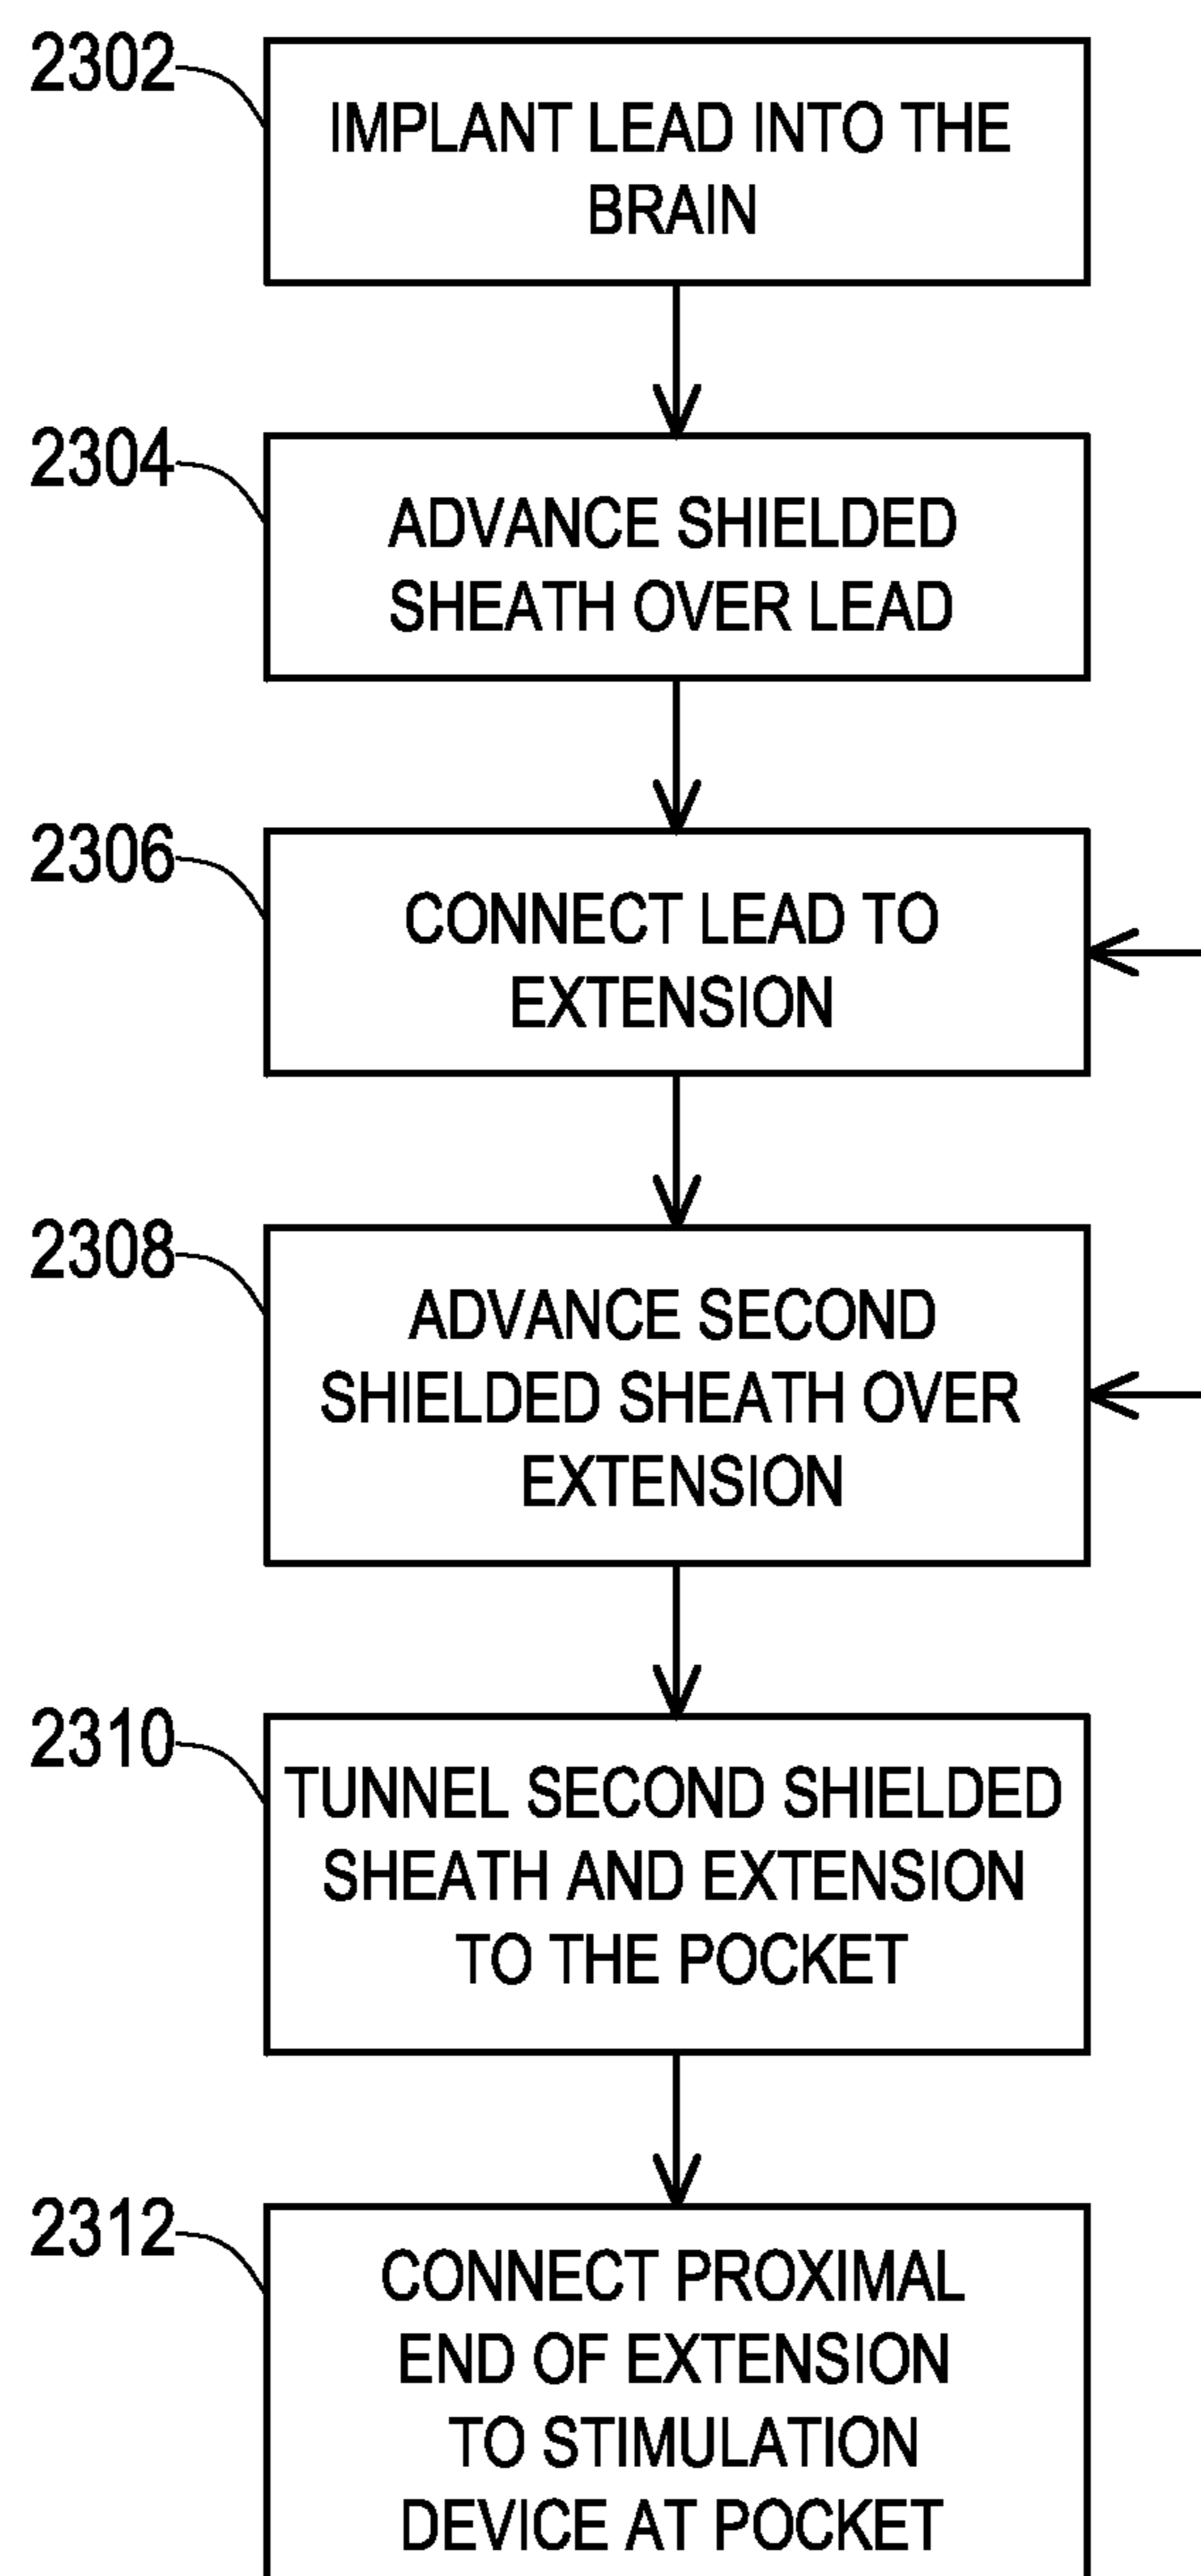 2302
IMPLANT LEAD INTO THE
BRAIN
2304
ADVANCE SHIELDED
SHEATH OVER LEAD
2306
CONNECT LEAD TO
EXTENSION
2308
ADVANCE SECOND
SHIELDED SHEATH OVER
EXTENSION
2310
TUNNEL SECOND SHIELDED
SHEATH AND EXTENSION
TO THE POCKET
2312
CONNECT PROXIMAL
END OF EXTENSION
TO STIMULATION
DEVICE AT POCKET